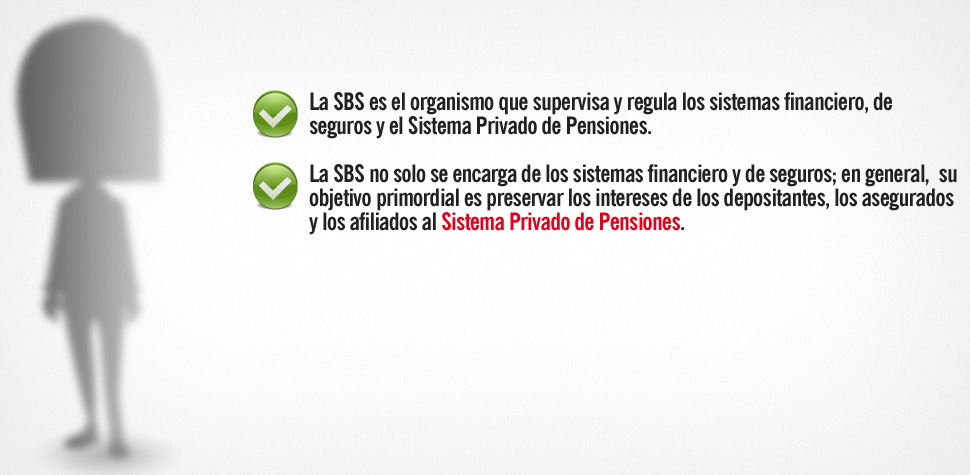 La SBS es el organismo que supervisa y regula los sistemas financiero, de
seguros y el Sistema Privado de Pensiones.
La SBS no solo se encarga de los sistemas financiero y de seguros; en general,  su
objetivo primordial es preservar los intereses de los depositantes, los asegurados
y los afiliados al Sistema Privado de Pensiones.